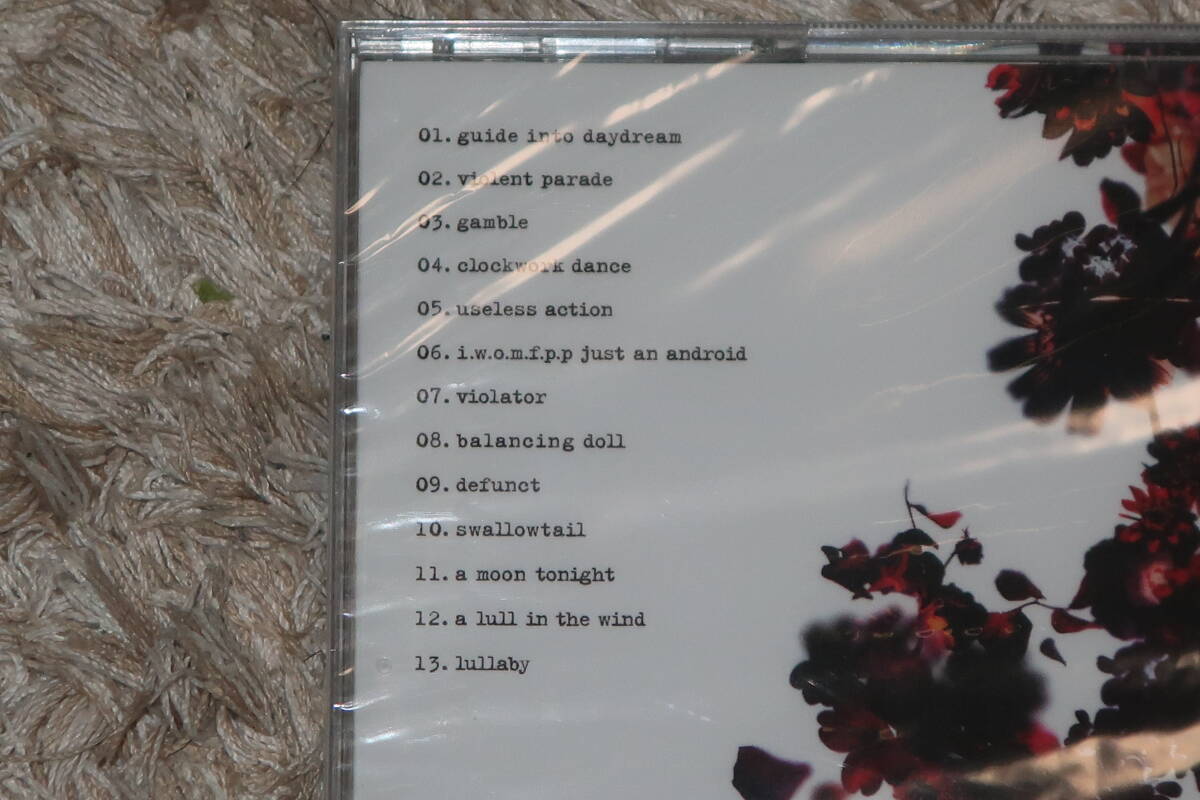 01. guide into daydream
02. violent parade
03. gamble
04. clockwork dance
05. useless action
06. i.w.o.m.f.p.p just an android
07. violator
08. balancing doll
09. defunct
10. swallowtail
11. a moon tonight
12. a lull in the wind
13. lullaby